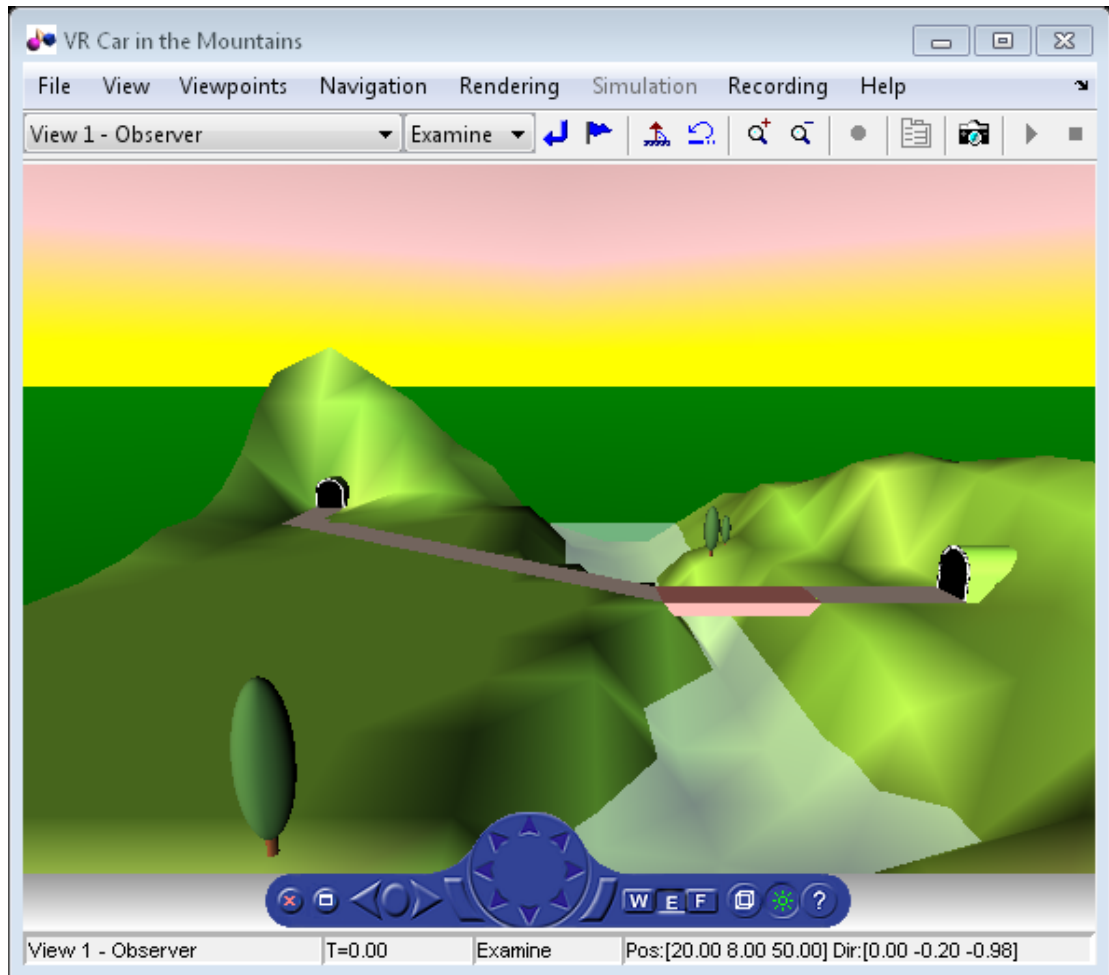 VR Car in the Mountains
File View Viewpoints Navigation Rendering Simulation Recording Help
View 1 - Observer Examine
W E F ?
View 1 - Observer T=0.00 Examine Pos:[20.00 8.00 50.00] Dir:[0.00 -0.20 -0.98]